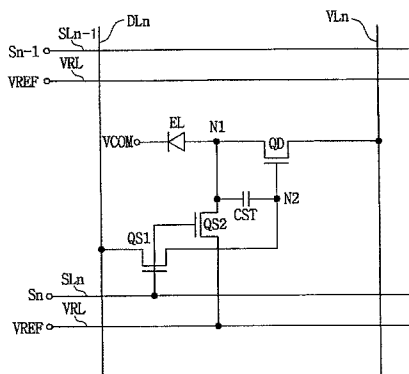 SLn-1 DLn VLn
Sn-1
VRL
VREF
EL N1 QD
VCOM
CST N2
QS1 QS2
SLn
Sn
VRL
VREF